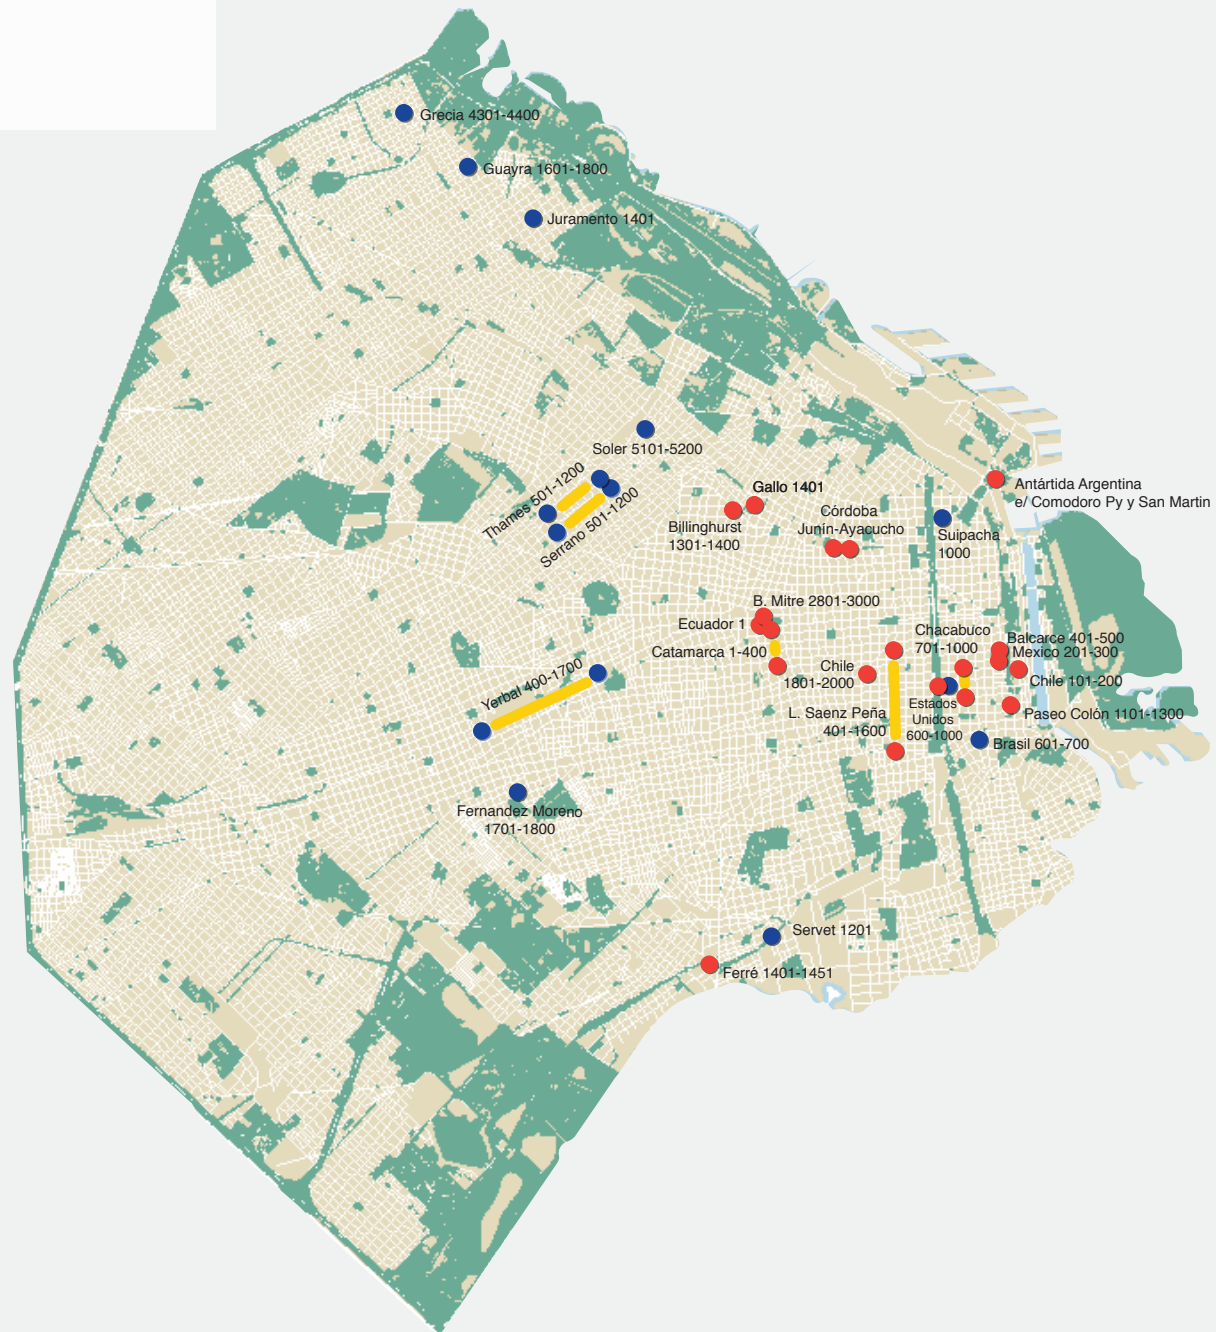 Grecia 4301-4400
Guayra 1601-1800
Juramento 1401
Soler 5101-5200
Thames 501-1200
Serrano 501-1200
Gallo 1401
Billinghurst
1301-1400
Córdoba
Junín-Ayacucho
Antártida Argentina
e/ Comodoro Py y San Martin
Suipacha
1000
B. Mitre 2801-3000
Ecuador 1
Catamarca 1-400
Chile
1801-2000
Chacabuco
701-1000
Balcarce 401-500
Mexico 201-300
Chile 101-200
Yerbal 400-1700
L. Saenz Peña
401-1600
Estados
Unidos
600-1000
Paseo Colón 1101-1300
Brasil 601-700
Fernandez Moreno
1701-1800
Servet 1201
Ferré 1401-1451